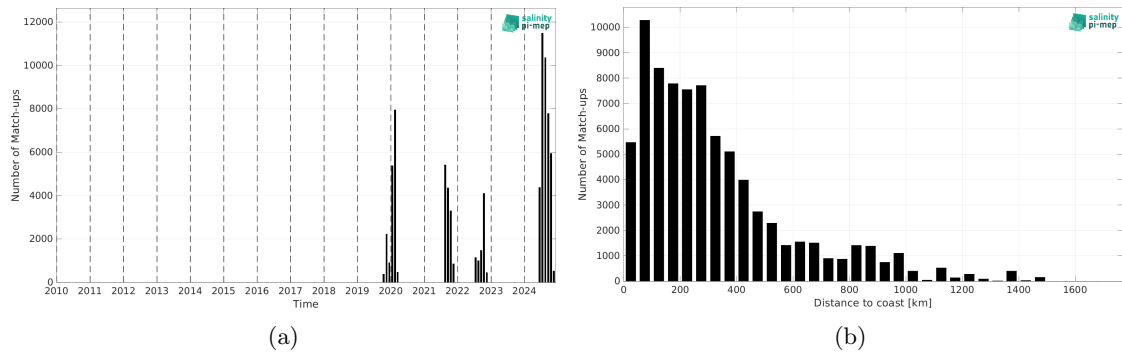 12000
10000
8000
6000
4000
2000
0
Number of Match-ups
2010 2011 2012 2013 2014 2015 2016 2017 2018 2019 2020 2021 2022 2023 2024
Time
salinity
pi-mep
(a)
10000
9000
8000
7000
6000
5000
4000
3000
2000
1000
0
Number of Match-ups
0 200 400 600 800 1000 1200 1400 1600
Distance to coast [km]
salinity
pi-mep
(b)